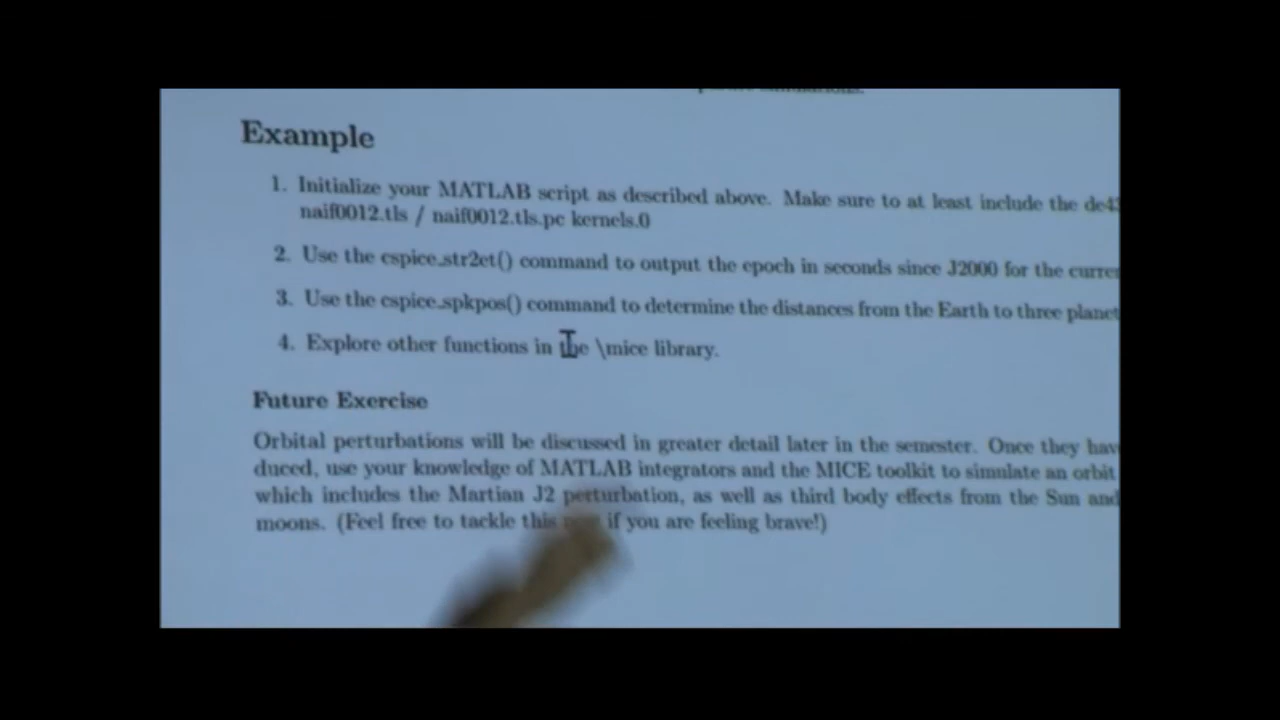 Example
1. Initialize your MATLAB script as described above. Make sure to at least include the de43
naif0012.tls / naif0012.tls.pc kernels.0
2. Use the cspice_str2et() command to output the epoch in seconds since J2000 for the curren
3. Use the cspice_spkpos() command to determine the distances from the Earth to three planet
4. Explore other functions in the \mice library.
Future Exercise
Orbital perturbations will be discussed in greater detail later in the semester. Once they hav
duced, use your knowledge of MATLAB integrators and the MICE toolkit to simulate an orbit
which includes the Martian J2 perturbation, as well as third body effects from the Sun and
moons. (Feel free to tackle this if you are feeling brave!)